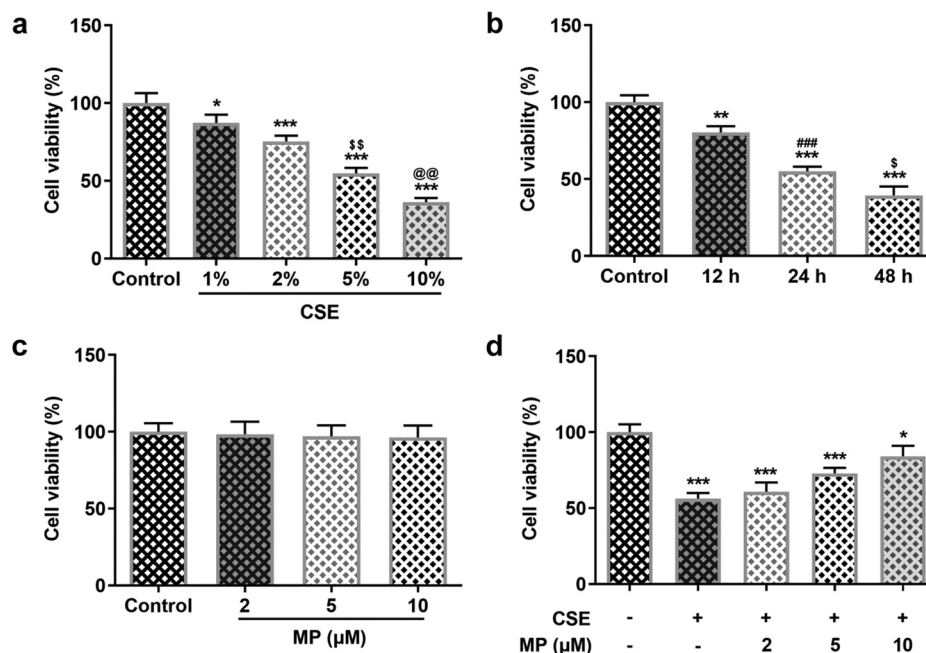 a
150
100
50
0
Cell viability (%)
*
***
$$
***
@@
***
Control 1% 2% 5% 10%
CSE
b
150
100
50
0
Cell viability (%)
**
###
***
$
***
Control 12 h 24 h 48 h
c
150
100
50
0
Cell viability (%)
Control 2 5 10
MP (μM)
d
150
100
50
0
Cell viability (%)
***
***
***
*
CSE - + + + +
MP (μM) - - 2 5 10